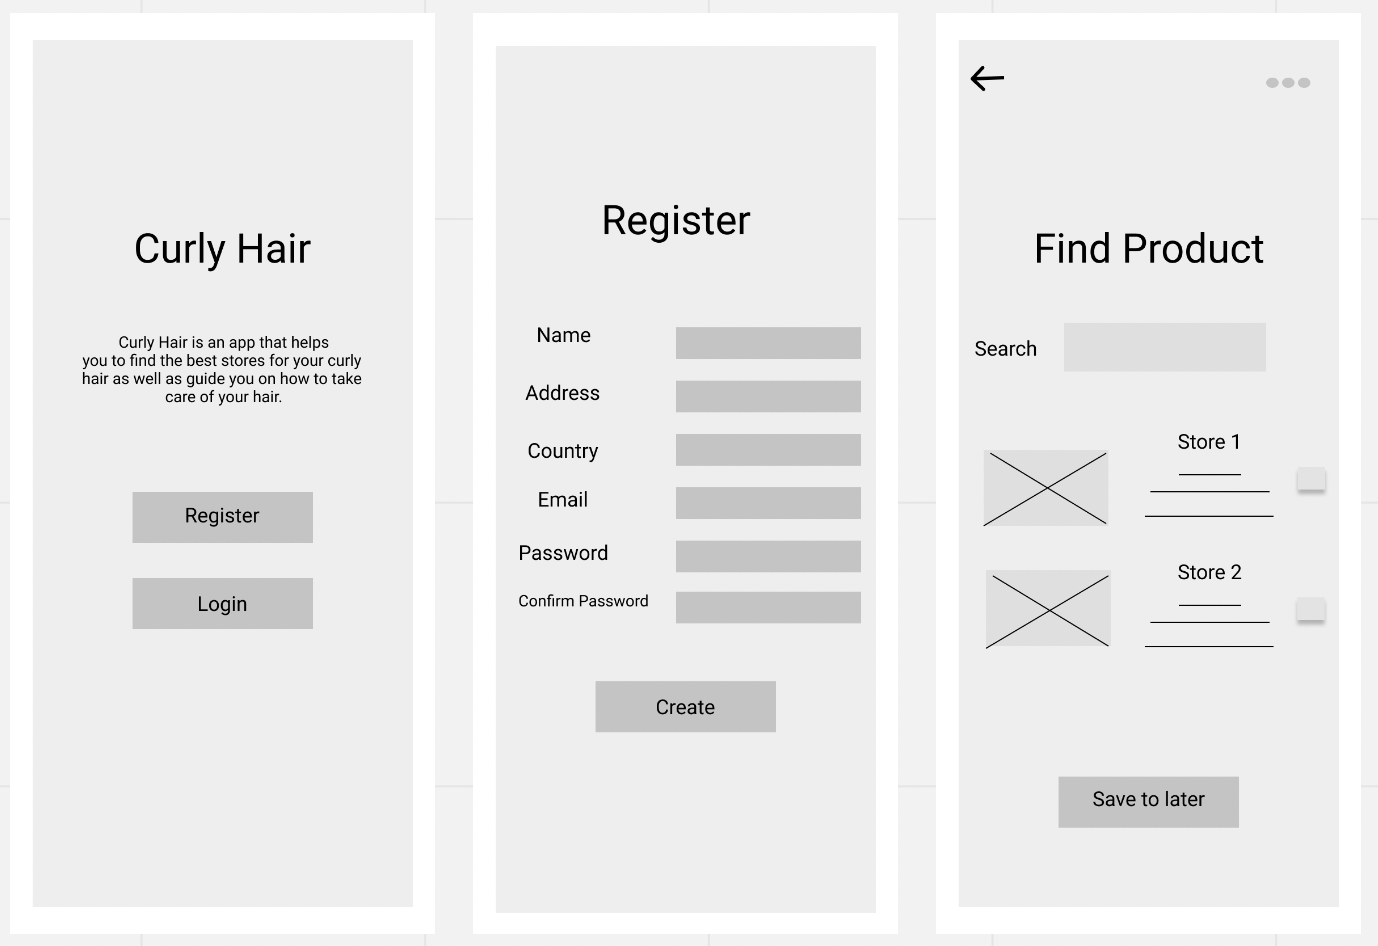 Curly Hair
Curly Hair is an app that helps
you to find the best stores for your curly
hair as well as guide you on how to take
care of your hair.
Register
Login
Register
Name
Address
Country
Email
Password
Confirm Password
Create
Find Product
Search
Store 1
Store 2
Save to later